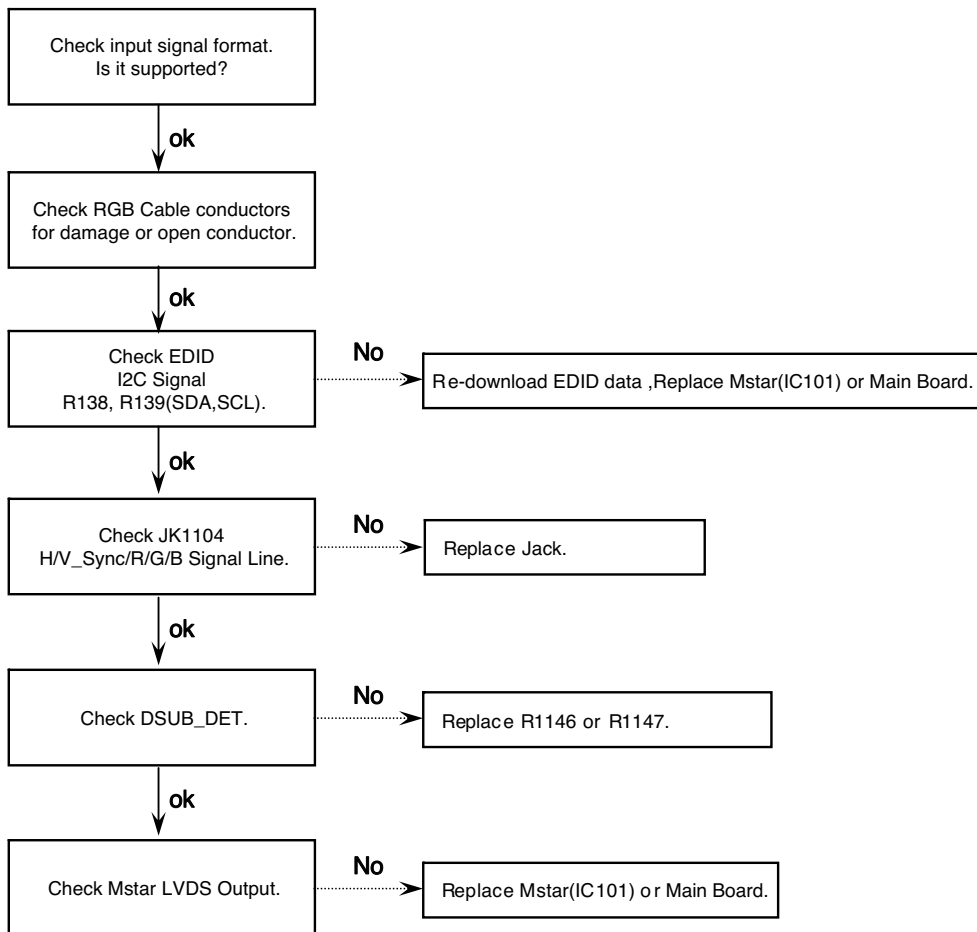 Check input signal format.
Is it supported?
ok
Check RGB Cable conductors
for damage or open conductor.
ok
Check EDID
I2C Signal
R138, R139(SDA,SCL).
No
Re-download EDID data ,Replace Mstar(IC101) or Main Board.
ok
Check JK1104
H/V_Sync/R/G/B Signal Line.
No
Replace Jack.
ok
Check DSUB_DET.
No
Replace R1146 or R1147.
ok
Check Mstar LVDS Output.
No
Replace Mstar(IC101) or Main Board.